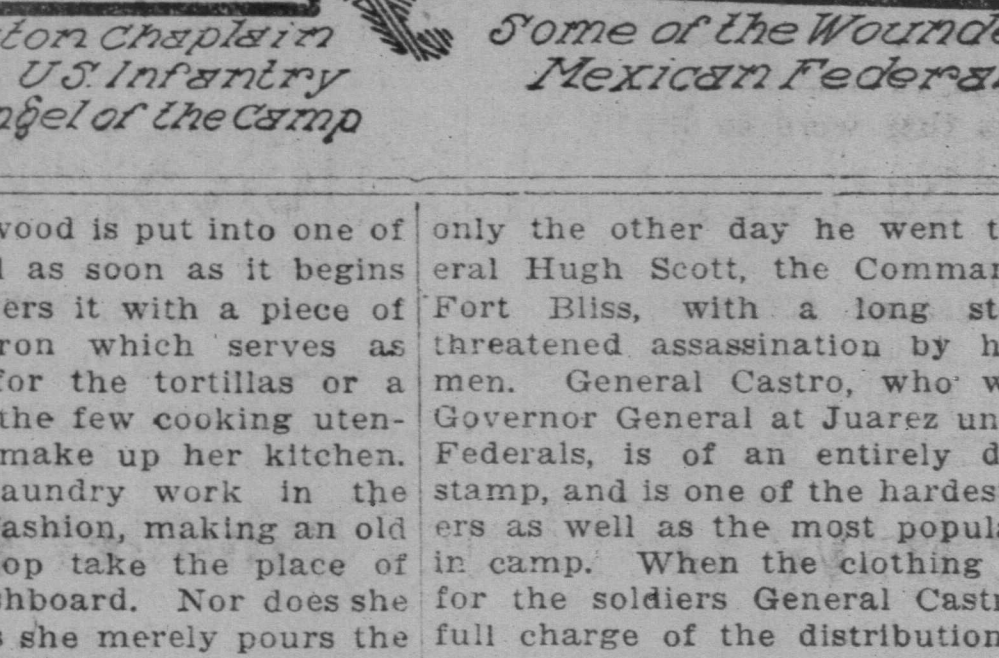 ton Chaplain
U.S. Infantry
ngel of the Camp
Some of the Wounde
Mexican Federa
wood is put into one of
as soon as it begins
ers it with a piece of
ron which serves as
for the tortillas or a
the few cooking uten-
make up her kitchen.
aundry work in the
ashion, making an old
op take the place of
hboard. Nor does she
s she merely pours the
only the other day he went t
eral Hugh Scott, the Comman
Fort Bliss, with a long st
threatened assassination by h
men. General Castro, who w
Governor General at Juarez un
Federals, is of an entirely d
stamp, and is one of the hardes
ers as well as the most popula
in camp. When the clothing
for the soldiers General Castr
full charge of the distribution